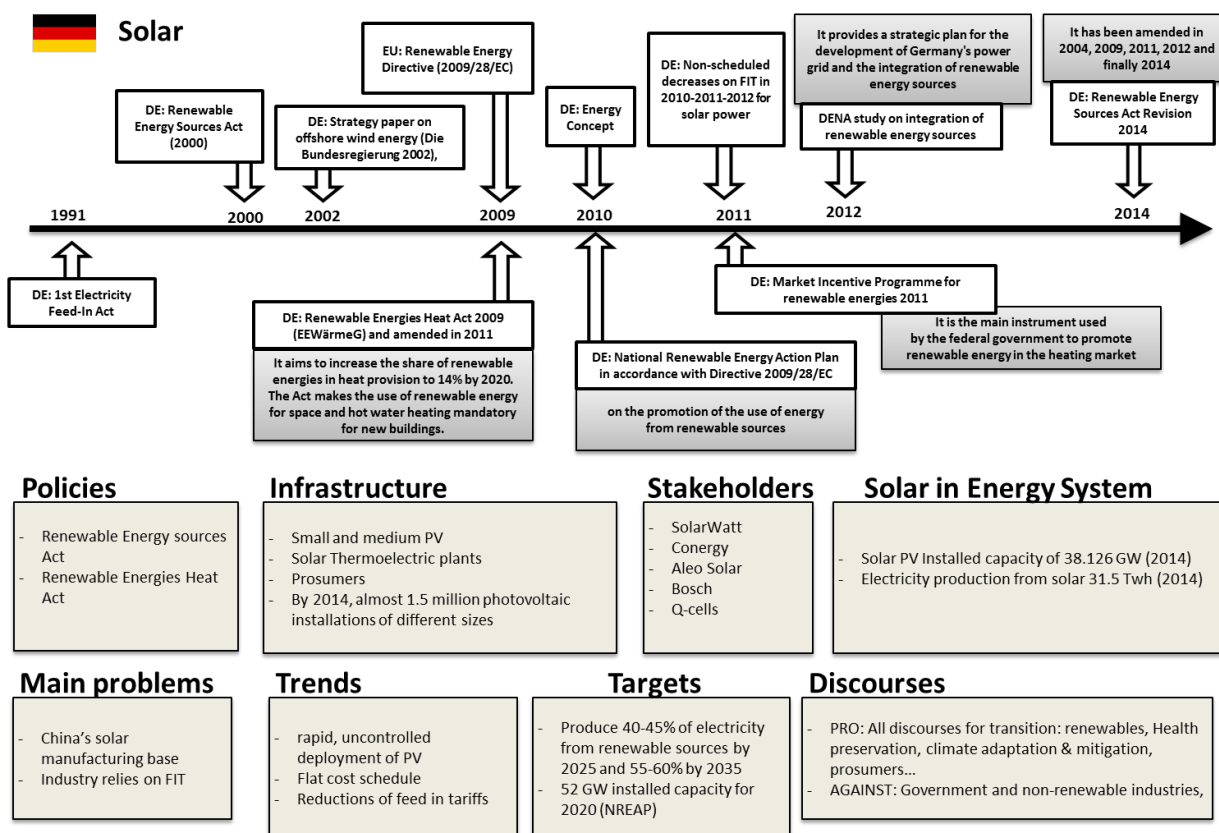 Solar
EU: Renewable Energy
Directive (2009/28/EC)
It provides a strategic plan for the
development of Germany's power
grid and the integration of renewable
energy sources
It has been amended in
2004, 2009, 2011, 2012 and
finally 2014
DE: Renewable
Energy Sources Act
(2000)
DE: Strategy paper on
offshore wind energy (Die
Bundesregierung 2002),
DE: Energy
Concept
DE: Non-scheduled
decreases on FIT in
2010-2011-2012 for
solar power
DENA study on integration of
renewable energy sources
DE: Renewable Energy
Sources Act Revision
2014
1991
2000
2002
2009
2010
2011
2012
2014
DE: 1st Electricity
Feed-In Act
DE: Renewable Energies Heat Act 2009
(EEWärmeG) and amended in 2011
It aims to increase the share of renewable
energies in heat provision to 14% by 2020.
The Act makes the use of renewable energy
for space and hot water heating mandatory
for new buildings.
DE: National Renewable Energy Action Plan
in accordance with Directive 2009/28/EC
on the promotion of the use of energy
from renewable sources
DE: Market Incentive Programme for
renewable energies 2011
It is the main instrument used
by the federal government to promote
renewable energy in the heating market
Policies
- Renewable Energy sources
Act
- Renewable Energies Heat
Act
Infrastructure
- Small and medium PV
- Solar Thermoelectric plants
- Prosumers
- By 2014, almost 1.5 million photovoltaic
installations of different sizes
Stakeholders
- SolarWatt
- Conergy
- Aleo Solar
- Bosch
- Q-cells
Solar in Energy System
- Solar PV Installed capacity of 38.126 GW (2014)
- Electricity production from solar 31.5 Twh (2014)
Main problems
- China's solar
manufacturing base
- Industry relies on FIT
Trends
- rapid, uncontrolled
deployment of PV
- Flat cost schedule
- Reductions of feed in tariffs
Targets
- Produce 40-45% of electricity
from renewable sources by
2025 and 55-60% by 2035
- 52 GW installed capacity for
2020 (NREAP)
Discourses
- PRO: All discourses for transition: renewables, Health
preservation, climate adaptation & mitigation,
prosumers...
- AGAINST: Government and non-renewable industries,